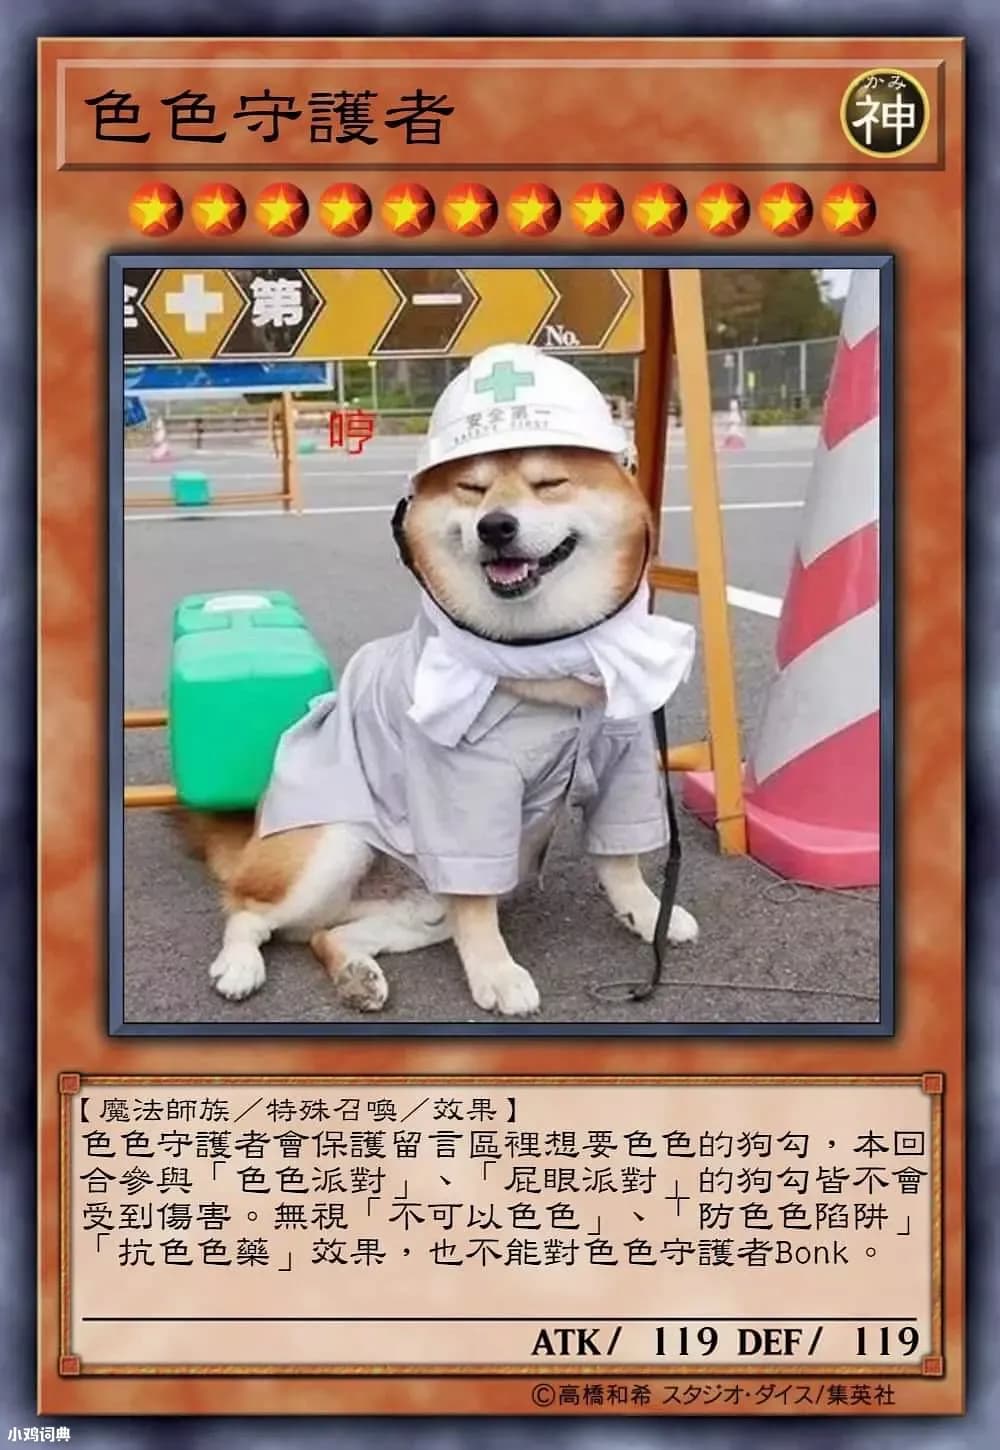 色色守護者
かみ
神
全 第一
No.
哼
安全第一
SAFETY FIRST
【魔法師族／特殊召喚／效果】
色色守護者會保護留言區裡想要色色的狗勾，本回
合參與「色色派對」、「屁眼派對」的狗勾皆不會
受到傷害。無視「不可以色色」、「防色色陷阱」
「抗色色藥」效果，也不能對色色守護者Bonk。
ATK/ 119 DEF/ 119
©高橋和希 スタジオ・ダイス/集英社
小鸡词典